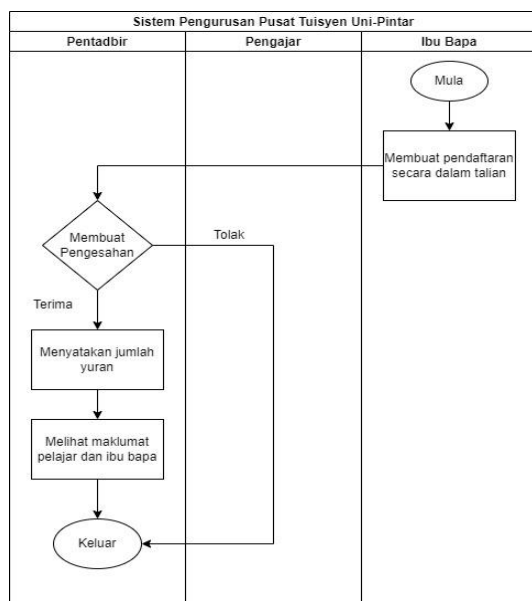 Sistem Pengurusan Pusat Tuisyen Uni-Pintar
Pentadbir
Pengajar
Ibu Bapa
Mula
Membuat pendaftaran
secara dalam talian
Membuat
Pengesahan
Tolak
Terima
Menyatakan jumlah
yuran
Melihat maklumat
pelajar dan ibu bapa
Keluar